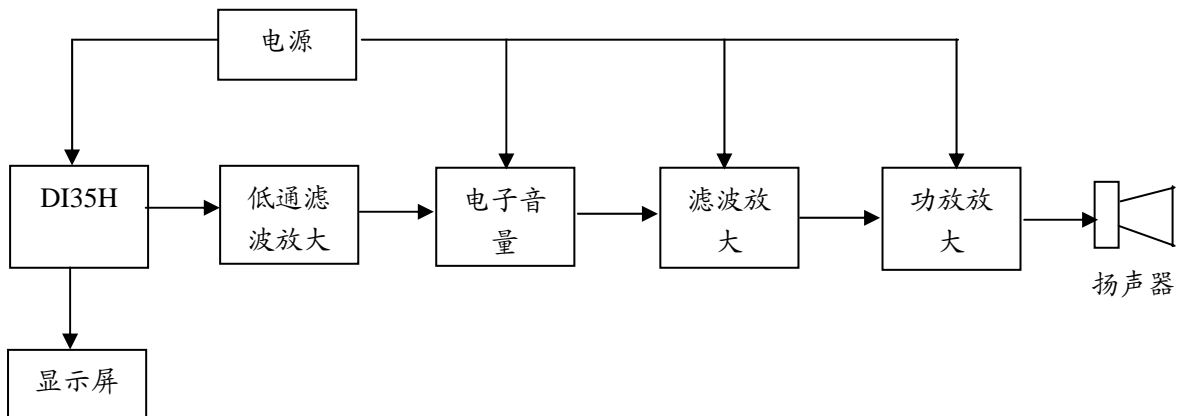 电源
DI35H
低通滤
波放大
电子音
量
滤波放
大
功放放
大
扬声器
显示屏